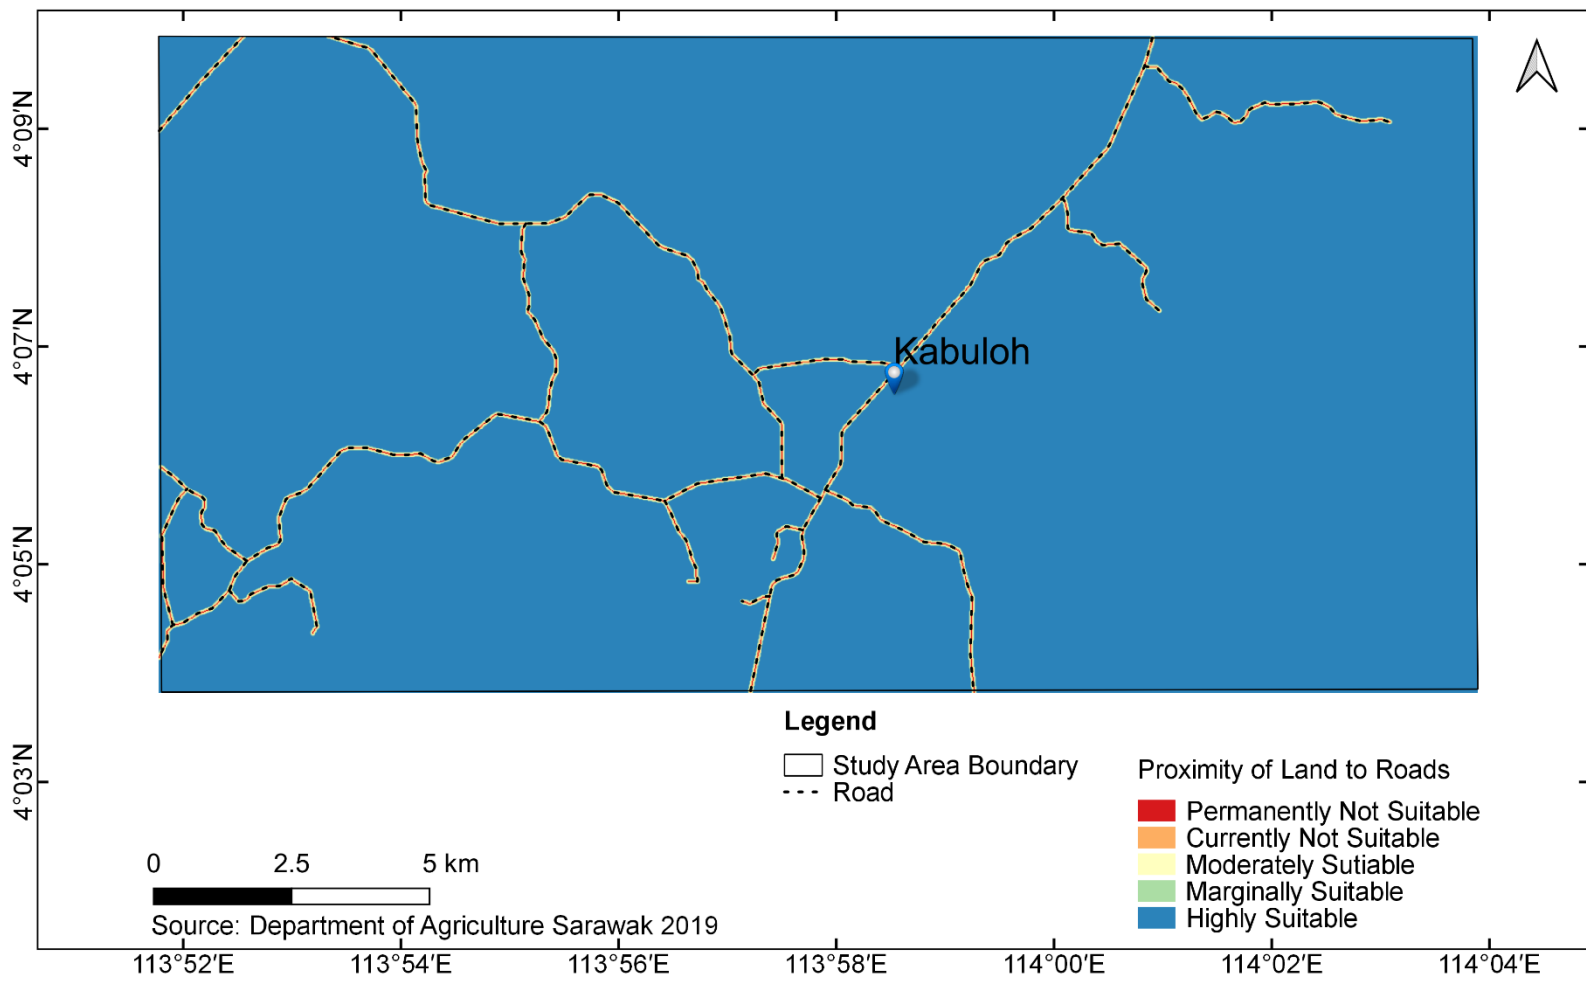 4°09'N
4°07'N
4°05'N
4°03'N
Kabuloh
Legend
Study Area Boundary
Road
Proximity of Land to Roads
Permanently Not Suitable
Currently Not Suitable
Moderately Sutiable
Marginally Suitable
Highly Suitable
0 2.5 5 km
Source: Department of Agriculture Sarawak 2019
113°52'E 113°54'E 113°56'E 113°58'E 114°00'E 114°02'E 114°04'E